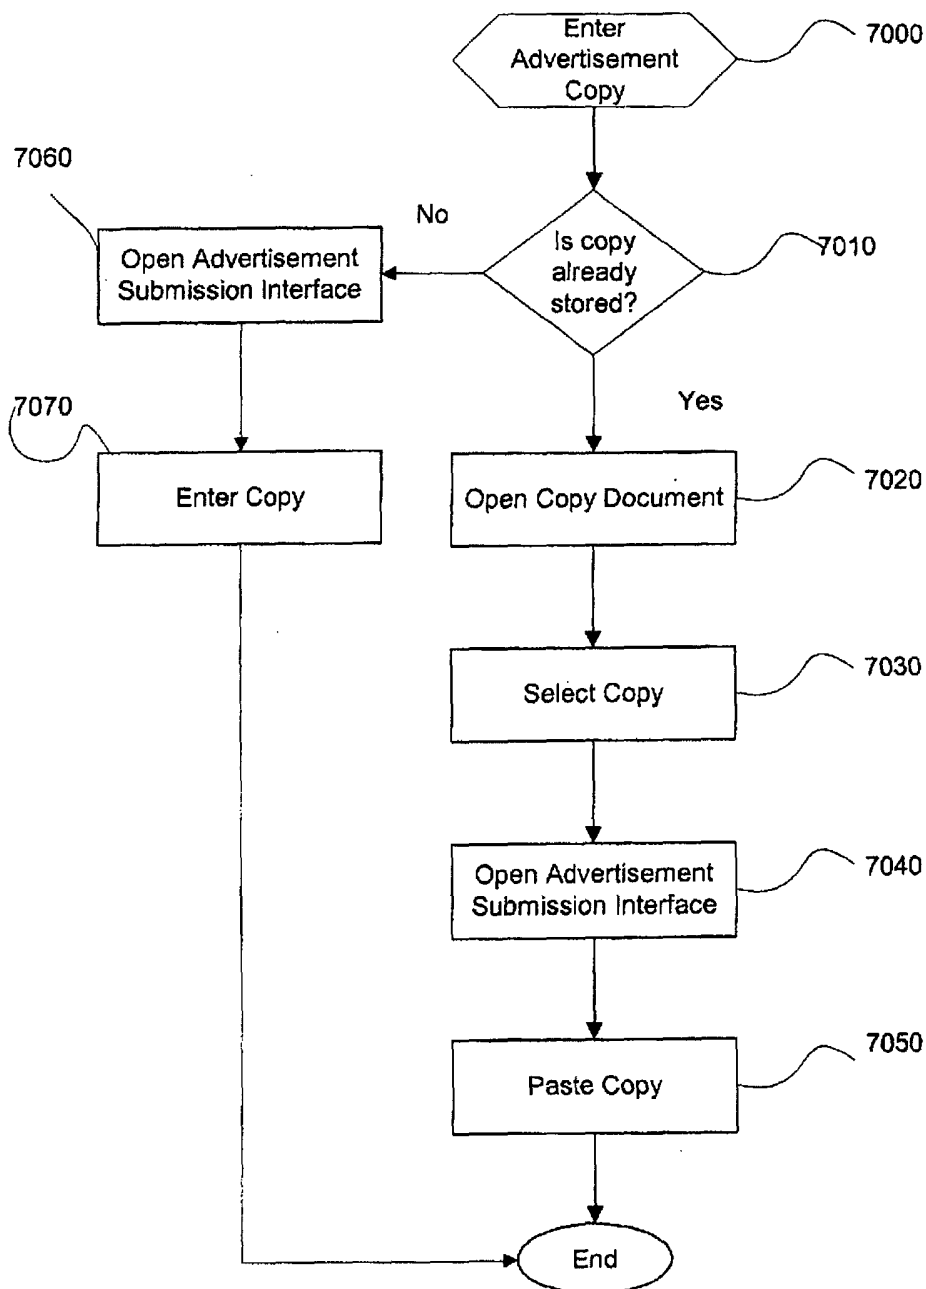 Enter
Advertisement
Copy
7000
7060
No
Open Advertisement
Submission Interface
Is copy
already
stored?
7010
Yes
7070
Enter Copy
Open Copy Document
7020
Select Copy
7030
Open Advertisement
Submission Interface
7040
Paste Copy
7050
End